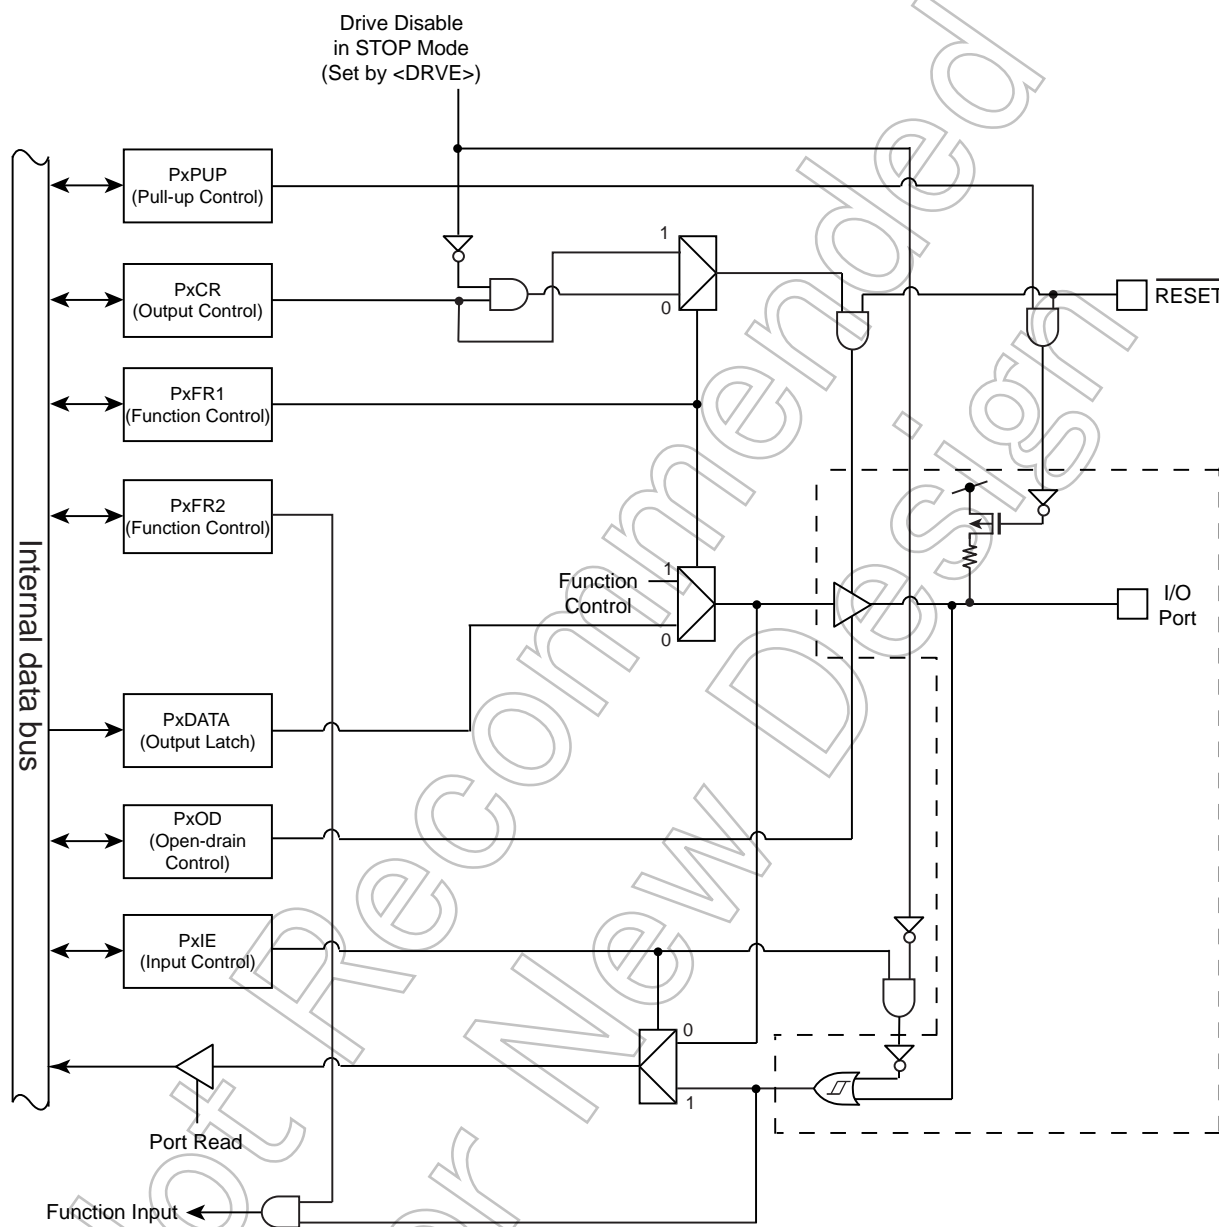 Drive Disable
in STOP Mode
(Set by <DRVE>)
PxPUP
(Pull-up Control)
1
PxCR
(Output Control)
0
RESET
PxFR1
(Function Control)
PxFR2
(Function Control)
Internal data bus
1
Function
Control
0
I/O
Port
PxDATA
(Output Latch)
PxOD
(Open-drain
Control)
PxIE
(Input Control)
0
1
Port Read
Function Input
Not Recommended
for New Design